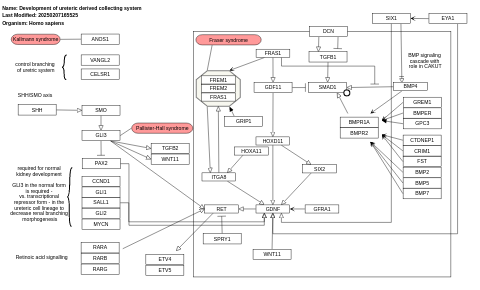 Name: Development of ureteric derived collecting system
Last Modified: 20250207165525
Organism: Homo sapiens
Kallmann syndrome
ANDS1
control branching
of ureteric system
VANGL2
CELSR1
SHH/SMO axis
SHH
SMO
GLI3
Pallister-Hall syndrome
PAX2
TGFB2
WNT11
required for normal
kidney development
GLI3 in the normal form
is required -
vs. transcriptional
repressor form - in the
ureteric cell lineage to
decrease renal branching
morphogenesis
CCND1
GLI1
SALL1
GLI2
MYCN
Retinoic acid signalling
RARA
RARB
RARG
ETV4
ETV5
Fraser syndrome
FRAS1
FREM1
FREM2
FRAS1
GRIP1
ITGA8
HOXA11
HOXD11
SIX2
GDF11
DCN
TGFB1
SMAD1
BMPR1A
BMPR2
RET
GDNF
GFRA1
SPRY1
WNT11
SIX1
EYA1
BMP signaling
cascade with
role in CAKUT
BMP4
GREM1
BMPER
GPC3
CTDNEP1
CRIM1
FST
BMP2
BMP5
BMP7